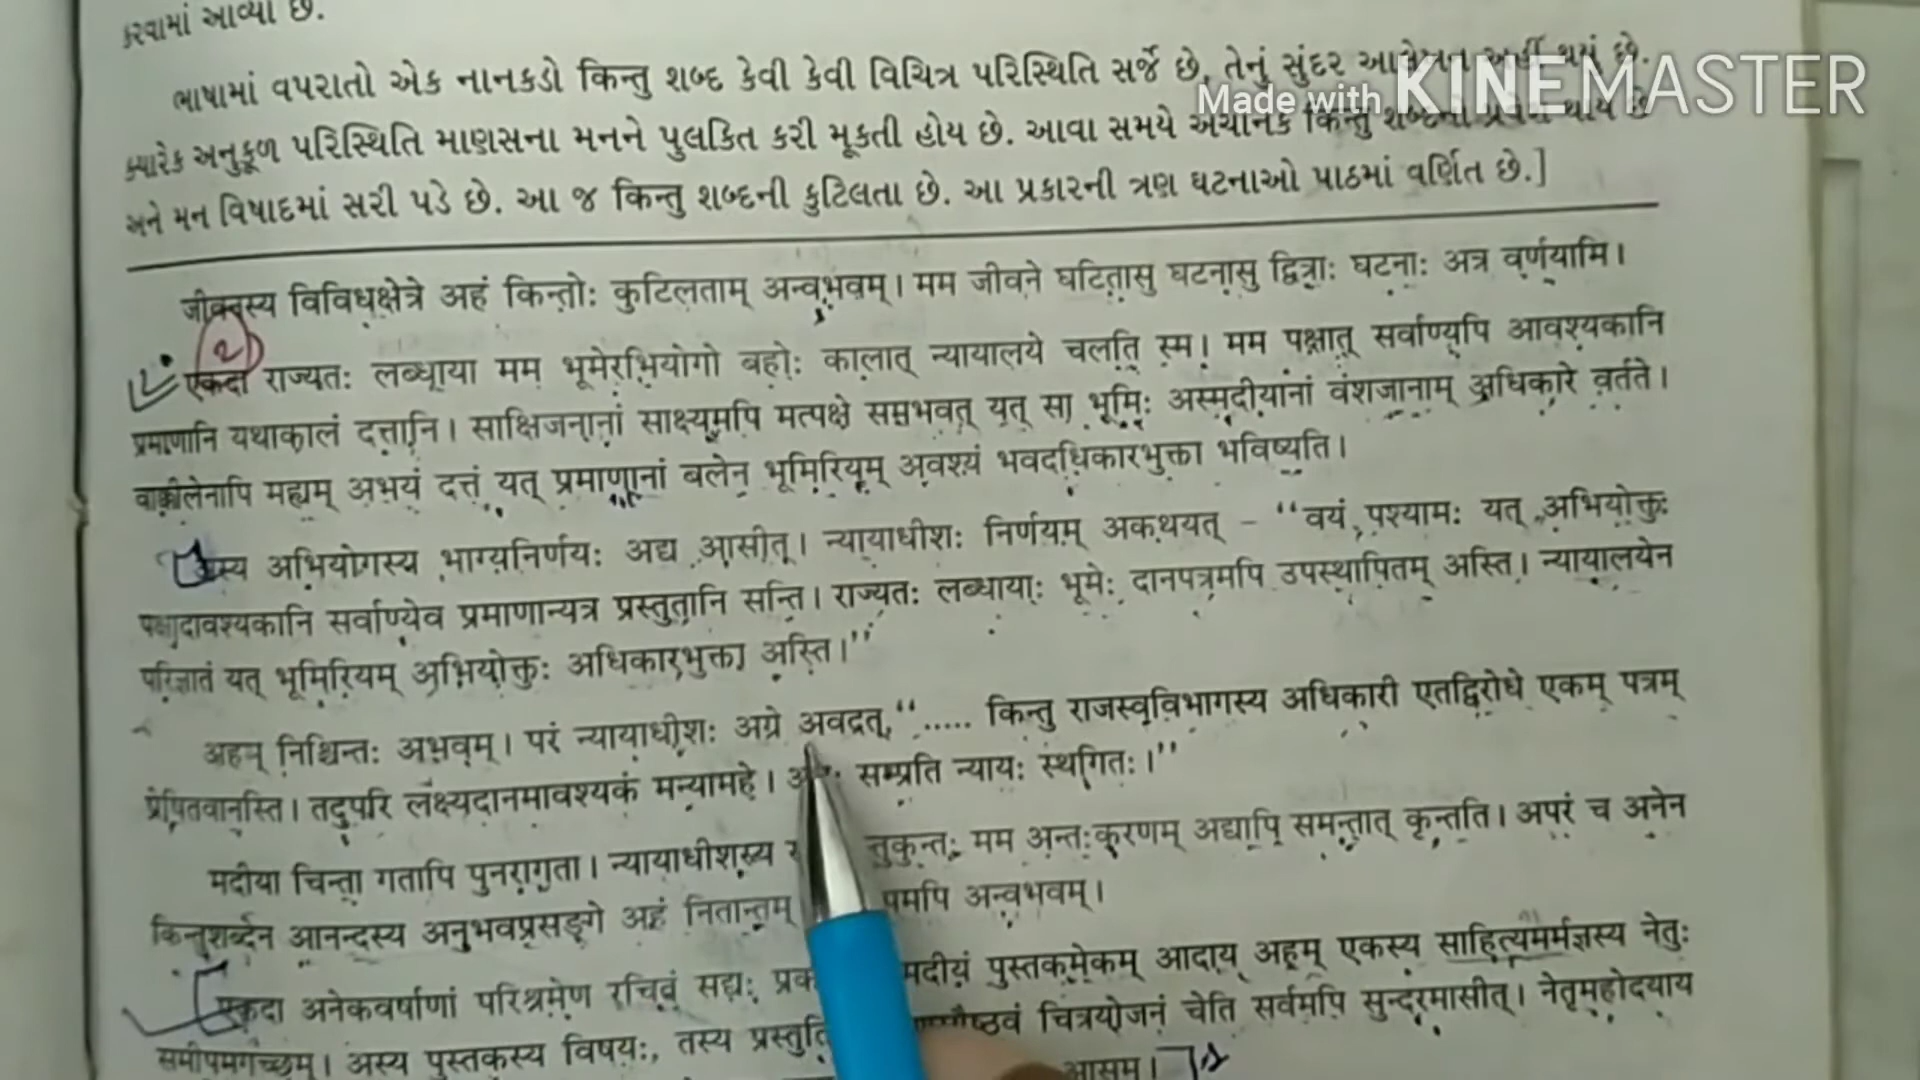 કરવામાં આવ્યા છે.
ભાષામાં વપરાતો એક નાનકડો કિન્તુ શબ્દ કેવી કેવી વિચિત્ર પરિસ્થિતિ સર્જે છે, તેનું સુંદર આલેખન અહીં થયું છે.
Made with KINEMASTER
ક્યારેક અનુકૂળ પરિસ્થિતિ માણસના મનને પુલકિત કરી મૂકતી હોય છે. આવા સમયે અચાનક કિન્તુ શબ્દનો પ્રવેશ થાય છે
અને મન વિષાદમાં સરી પડે છે. આ જ કિન્તુ શબ્દની કુટિલતા છે. આ પ્રકારની ત્રણ ઘટનાઓ પાઠમાં વર્ણિત છે.]
जीवनस्य विविधक्षेत्रे अहं किन्तोः कुटिलताम् अन्वभवम्। मम जीवने घटितासु घटनासु द्वित्राः घटनाः अत्र वर्णयामि।
एकदा राज्यतः लब्धाया मम भूमेरभियोगो बहोः कालात् न्यायालये चलति स्म। मम पक्षात् सर्वाण्यपि आवश्यकानि
प्रमाणानि यथाकालं दत्तानि। साक्षिजनानां साक्ष्यमपि मत्पक्षे समभवत् यत् सा भूमिः अस्मदीयानां वंशजानाम् अधिकारे वर्तते।
वाक्कीलेनापि मह्यम् अभयं दत्तं यत् प्रमाणानां बलेन भूमिरियम् अवश्यं भवदधिकारभुक्ता भविष्यति।
अस्य अभियोगस्य भाग्यनिर्णयः अद्य आसीत्। न्यायाधीशः निर्णयम् अकथयत् – “वयं पश्यामः यत् अभियोक्तुः
पक्षादावश्यकानि सर्वाण्येव प्रमाणान्यत्र प्रस्तुतानि सन्ति। राज्यतः लब्धायाः भूमेः दानपत्रमपि उपस्थापितम् अस्ति। न्यायालयेन
परिज्ञातं यत् भूमिरियम् अभियोक्तुः अधिकारभुक्ता अस्ति।”
अहम् निश्चिन्तः अभवम्। परं न्यायाधीशः अग्रे अवदत्, “..... किन्तु राजस्वविभागस्य अधिकारी एतद्विरोधे एकम् पत्रम्
प्रेषितवानस्ति। तदुपरि लक्ष्यदानमावश्यकं मन्यामहे। सम्प्रति न्यायः स्थगितः।”
मदीया चिन्ता गतापि पुनरागता। न्यायाधीशस्य मम अन्तःकरणम् अद्यापि समन्तात् कृन्तति। अपरं च अनेन
किन्तुशब्देन आनन्दस्य अनुभवप्रसङ्गे अहं नितान्तम् अन्वभवम्।
एकदा अनेकवर्षाणां परिश्रमेण रचितं सद्यः मदीयं पुस्तकमेकम् आदाय अहम् एकस्य साहित्यमर्मज्ञस्य नेतुः
समीपमगच्छम्। अस्य पुस्तकस्य विषयः, तस्य चित्रयोजनं चेति सर्वमपि सुन्दरमासीत्। नेतृमहोदयाय
आसम्।